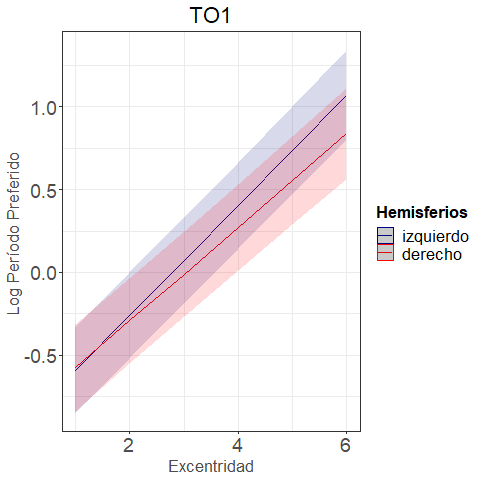 TO1
Log Período Preferido
1.0
0.5
0.0
-0.5
2
4
6
Excentridad
Hemisferios
izquierdo
derecho